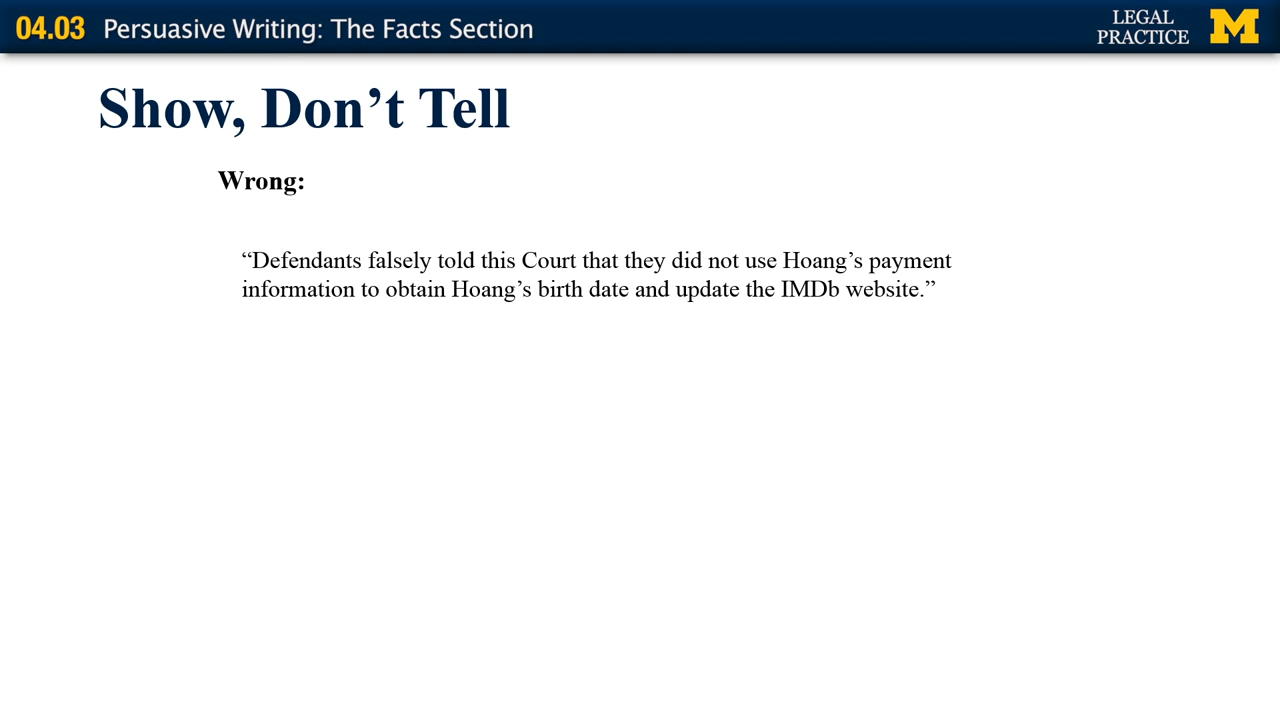 04.03 Persuasive Writing: The Facts Section
LEGAL
PRACTICE
M
Show, Don’t Tell
Wrong:
“Defendants falsely told this Court that they did not use Hoang’s payment
information to obtain Hoang’s birth date and update the IMDb website.”